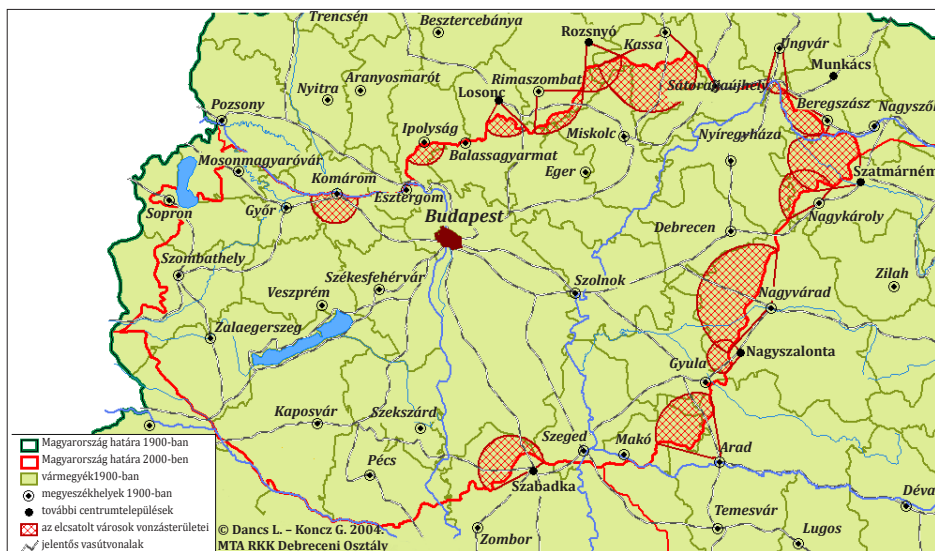 Trencsén
Besztercebánya
Rozsnyó
Kassa
Ungvár
Munkács
Aranyosmarót
Nyitra
Rimaszombat
Losonc
Beregszász
Pozsony
Ipolyság
Miskolc
Nyíregyháza
Balassagyarmat
Mosonmagyaróvár
Komárom
Esztergom
Eger
Szatmárném
Sopron
Győr
Budapest
Nagykároly
Debrecen
Szombathely
Székesfehérvár
Veszprém
Szolnok
Zilah
Nagyvárad
Zalaegerszeg
Nagyszalonta
Gyula
Kaposvár
Szekszárd
Szeged
Makó
Arad
Pécs
Szabadka
Déva
Zombor
Temesvár
Lugos
Magyarország határa 1900-ban
Magyarország határa 2000-ben
vármegyék1900-ban
megyeszékhelyek 1900-ban
további centrumtelepülések
az elcsatolt városok vonzásterületei
jelentős vasútvonalak
© Dancs L. – Koncz G. 2004.
MTA RKK Debreceni Osztály